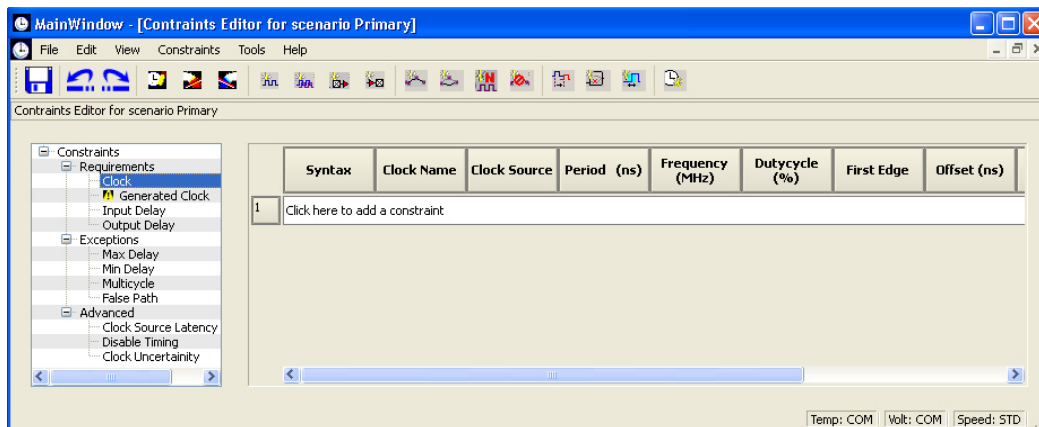 MainWindow - [Contraints Editor for scenario Primary]
File Edit View Constraints Tools Help
Contraints Editor for scenario Primary
Constraints
Requirements
Clock
Generated Clock
Input Delay
Output Delay
Exceptions
Max Delay
Min Delay
Multicycle
False Path
Advanced
Clock Source Latency
Disable Timing
Clock Uncertainity
Syntax Clock Name Clock Source Period (ns) Frequency (MHz) Dutycycle (%) First Edge Offset (ns)
1 Click here to add a constraint
Temp: COM Volt: COM Speed: STD